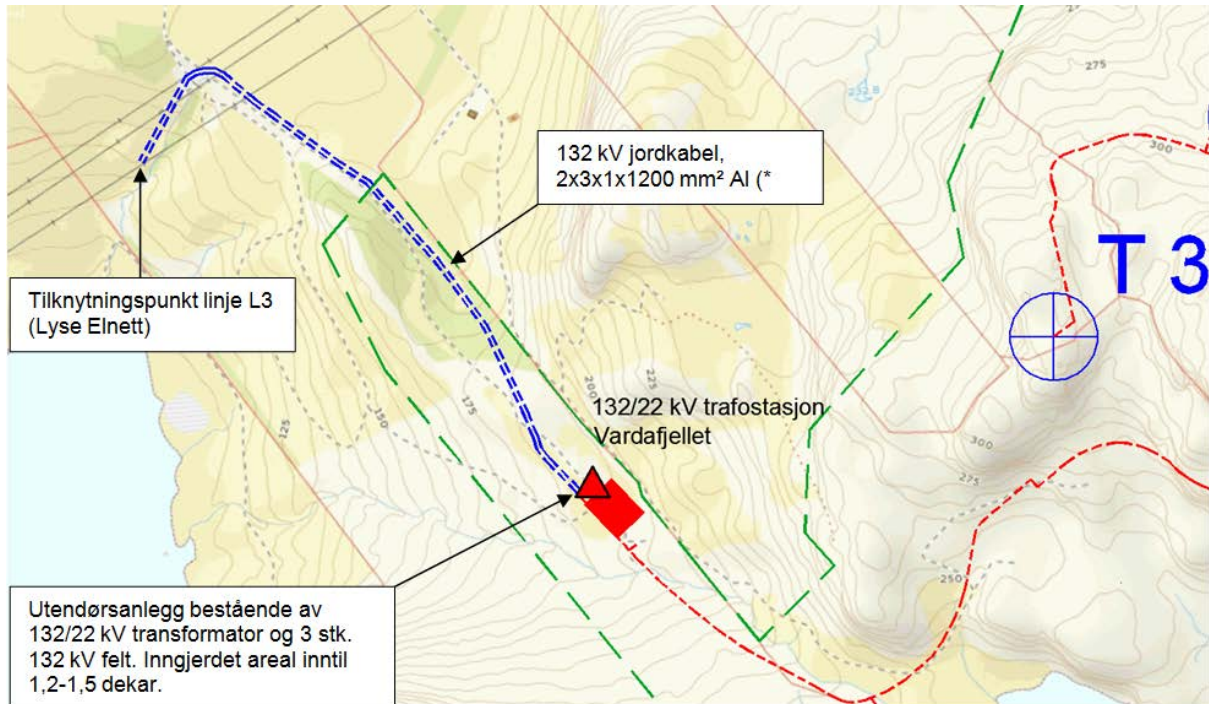 275
252 B
300
132 kV jordkabel,
2x3x1x1200 mm² Al (*
T 3
Tilknytningspunkt linje L3
(Lyse Elnett)
225
200
175
150
125
132/22 kV trafostasjon
Vardafjellet
300
275
250
Utendørsanlegg bestående av
132/22 kV transformator og 3 stk.
132 kV felt. Inngjerdet areal inntil
1,2-1,5 dekar.